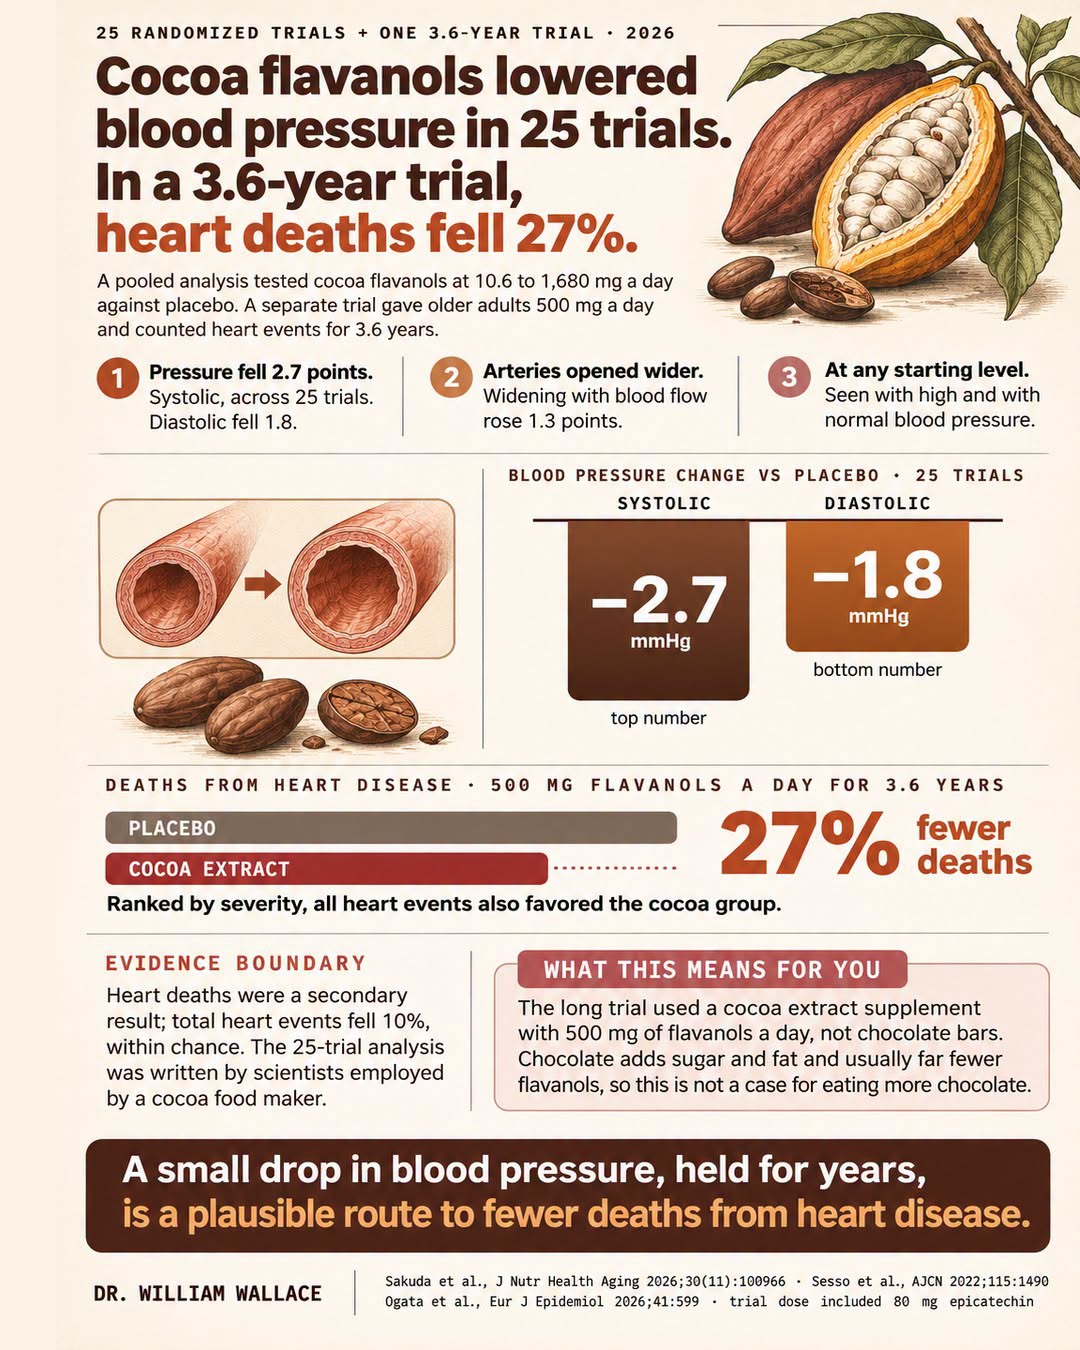 25 RANDOMIZED TRIALS + ONE 3.6-YEAR TRIAL · 2026
Cocoa flavanols lowered
blood pressure in 25 trials.
In a 3.6-year trial,
heart deaths fell 27%.
A pooled analysis tested cocoa flavanols at 10.6 to 1,680 mg a day
against placebo. A separate trial gave older adults 500 mg a day
and counted heart events for 3.6 years.
1
Pressure fell 2.7 points.
Systolic, across 25 trials.
Diastolic fell 1.8.
2
Arteries opened wider.
Widening with blood flow
rose 1.3 points.
3
At any starting level.
Seen with high and with
normal blood pressure.
BLOOD PRESSURE CHANGE VS PLACEBO · 25 TRIALS
SYSTOLIC
−2.7
mmHg
top number
DIASTOLIC
−1.8
mmHg
bottom number
DEATHS FROM HEART DISEASE · 500 MG FLAVANOLS A DAY FOR 3.6 YEARS
PLACEBO
COCOA EXTRACT
27% fewer
deaths
Ranked by severity, all heart events also favored the cocoa group.
EVIDENCE BOUNDARY
Heart deaths were a secondary
result; total heart events fell 10%,
within chance. The 25-trial analysis
was written by scientists employed
by a cocoa food maker.
WHAT THIS MEANS FOR YOU
The long trial used a cocoa extract supplement
with 500 mg of flavanols a day, not chocolate bars.
Chocolate adds sugar and fat and usually far fewer
flavanols, so this is not a case for eating more chocolate.
A small drop in blood pressure, held for years,
is a plausible route to fewer deaths from heart disease.
DR. WILLIAM WALLACE
Sakuda et al., J Nutr Health Aging 2026;30(11):100966 · Sesso et al., AJCN 2022;115:1490
Ogata et al., Eur J Epidemiol 2026;41:599 · trial dose included 80 mg epicatechin